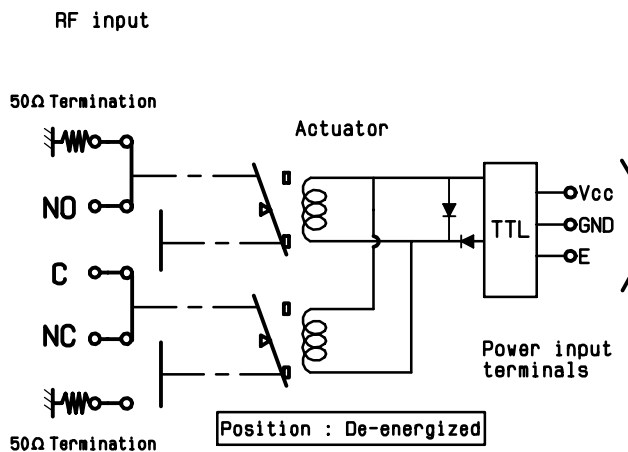 RF input
50Ω Termination
Actuator
NO
C
NC
TTL
Vcc
GND
E
Power input
terminals
Position : De-energized
50Ω Termination